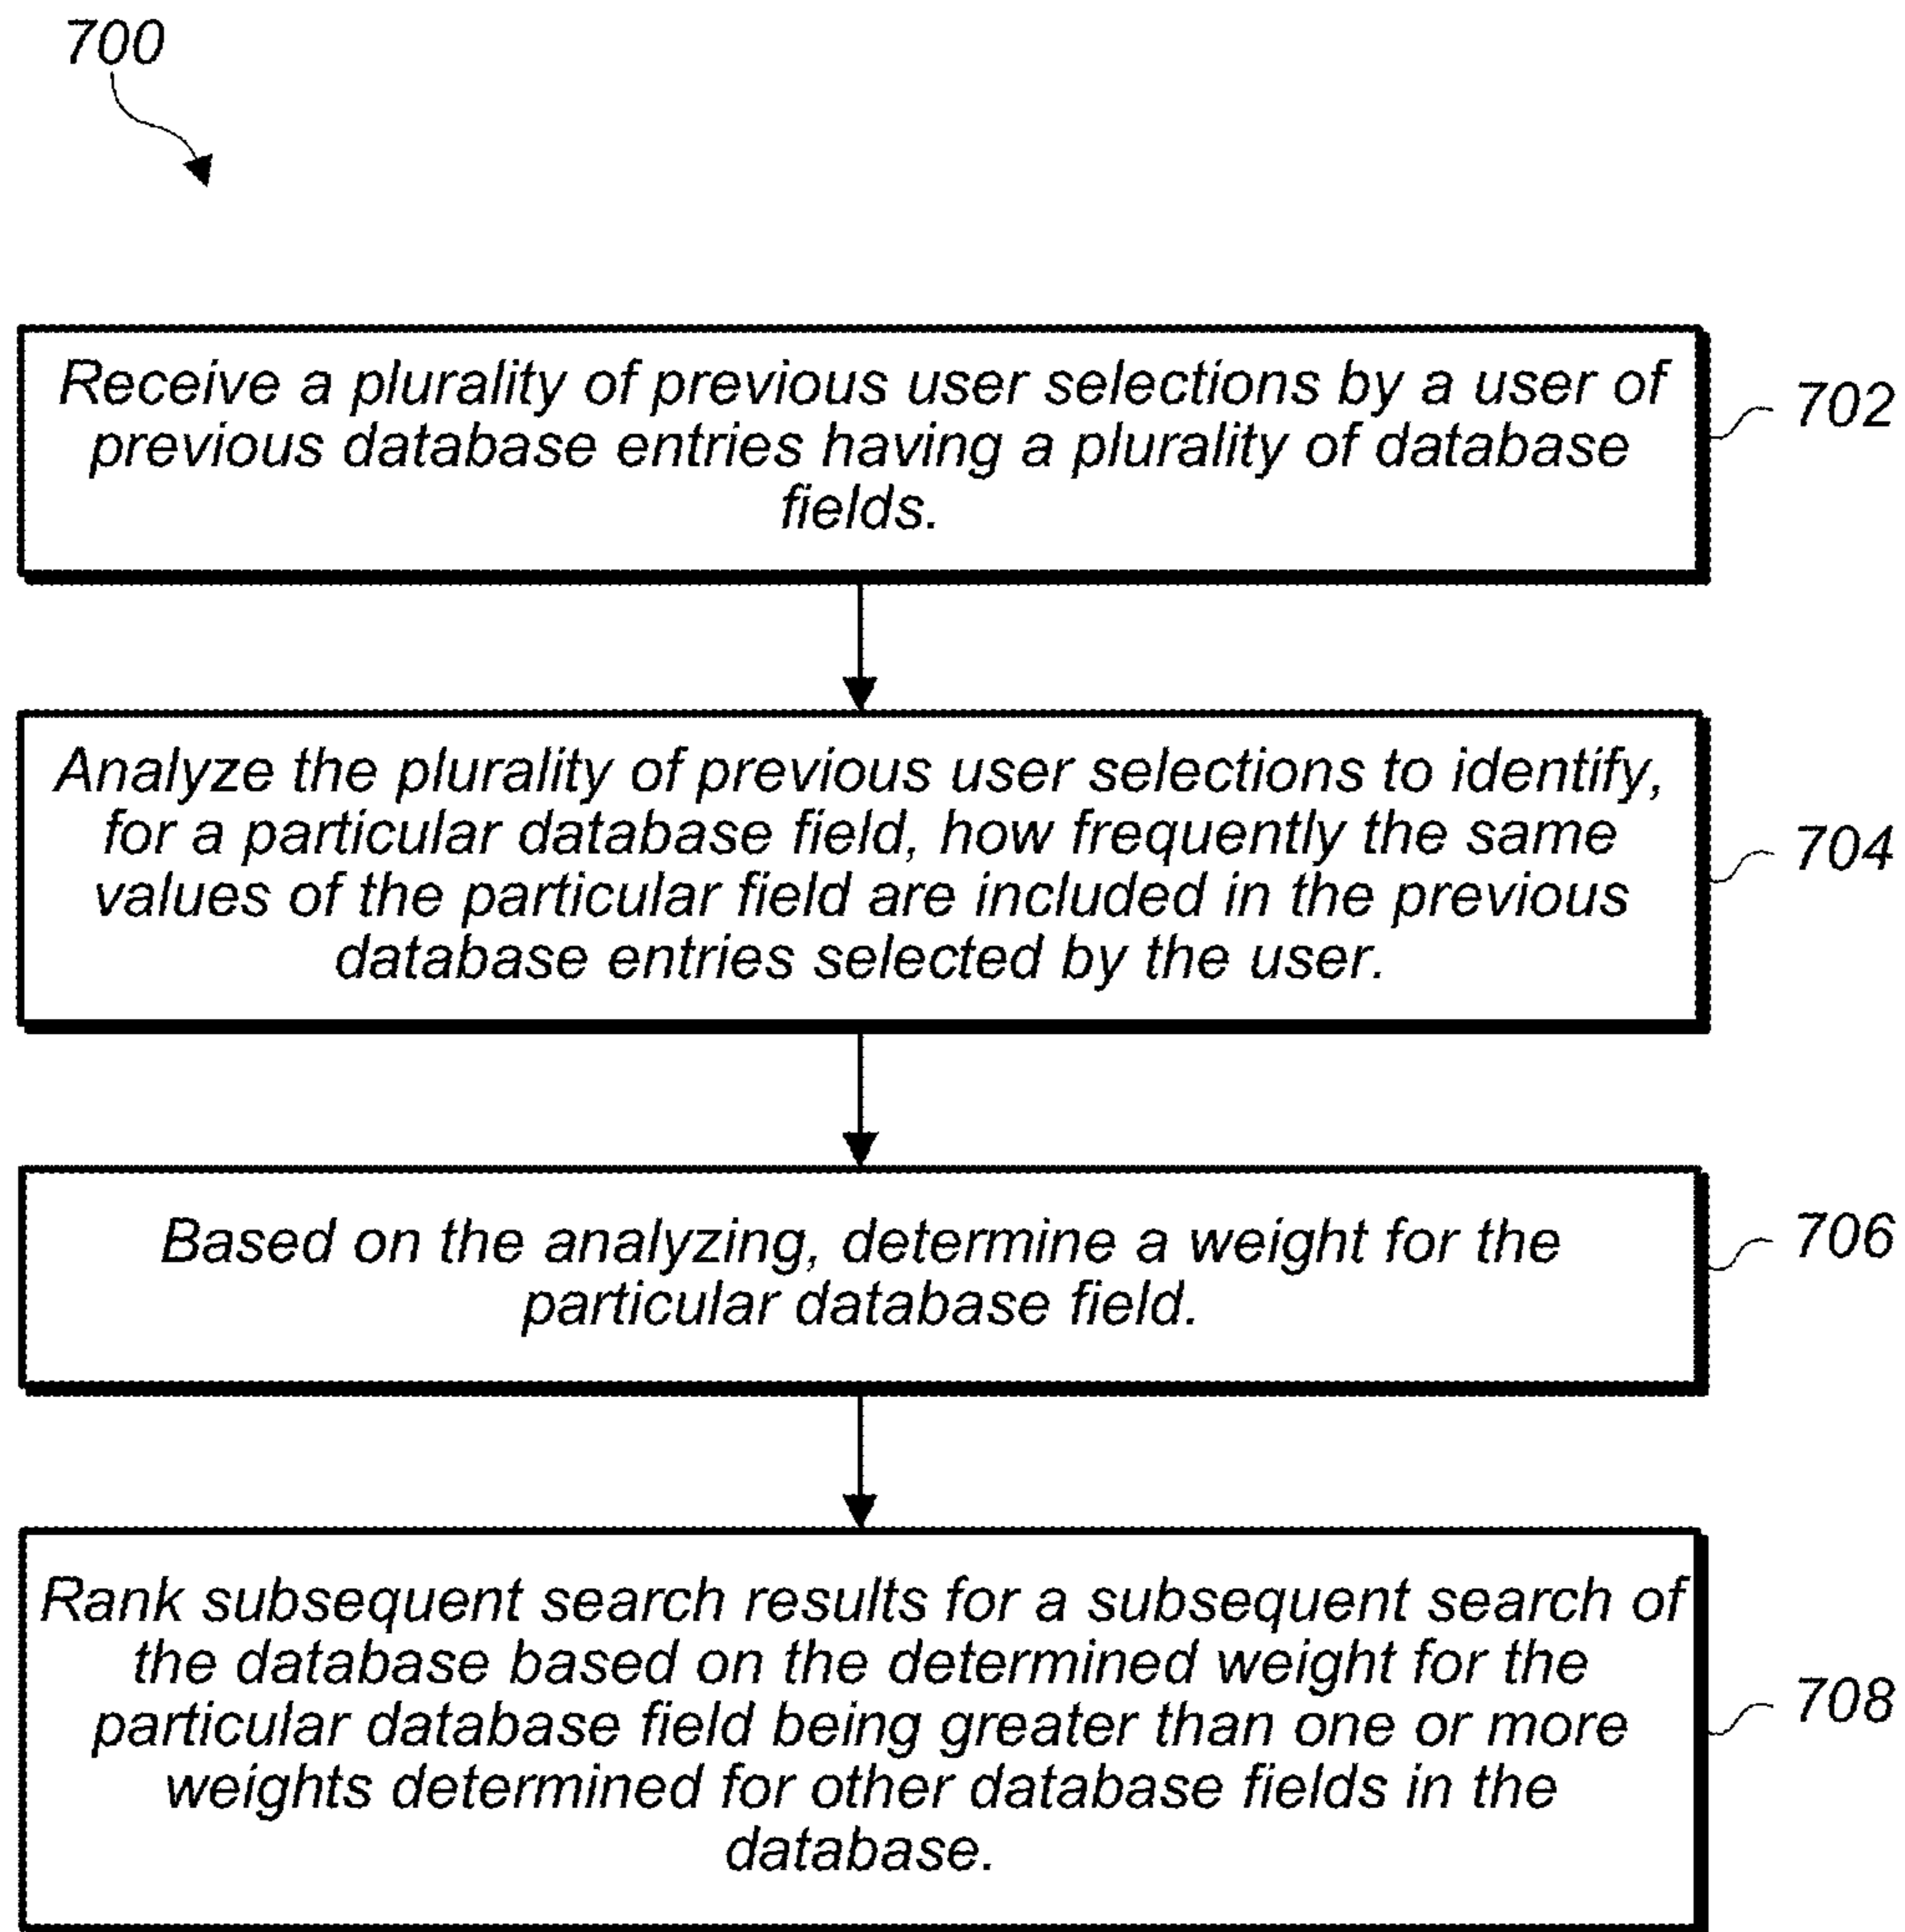 700
Receive a plurality of previous user selections by a user of
previous database entries having a plurality of database
fields.
702
Analyze the plurality of previous user selections to identify,
for a particular database field, how frequently the same
values of the particular field are included in the previous
database entries selected by the user.
704
Based on the analyzing, determine a weight for the
particular database field.
706
Rank subsequent search results for a subsequent search of
the database based on the determined weight for the
particular database field being greater than one or more
weights determined for other database fields in the
database.
708